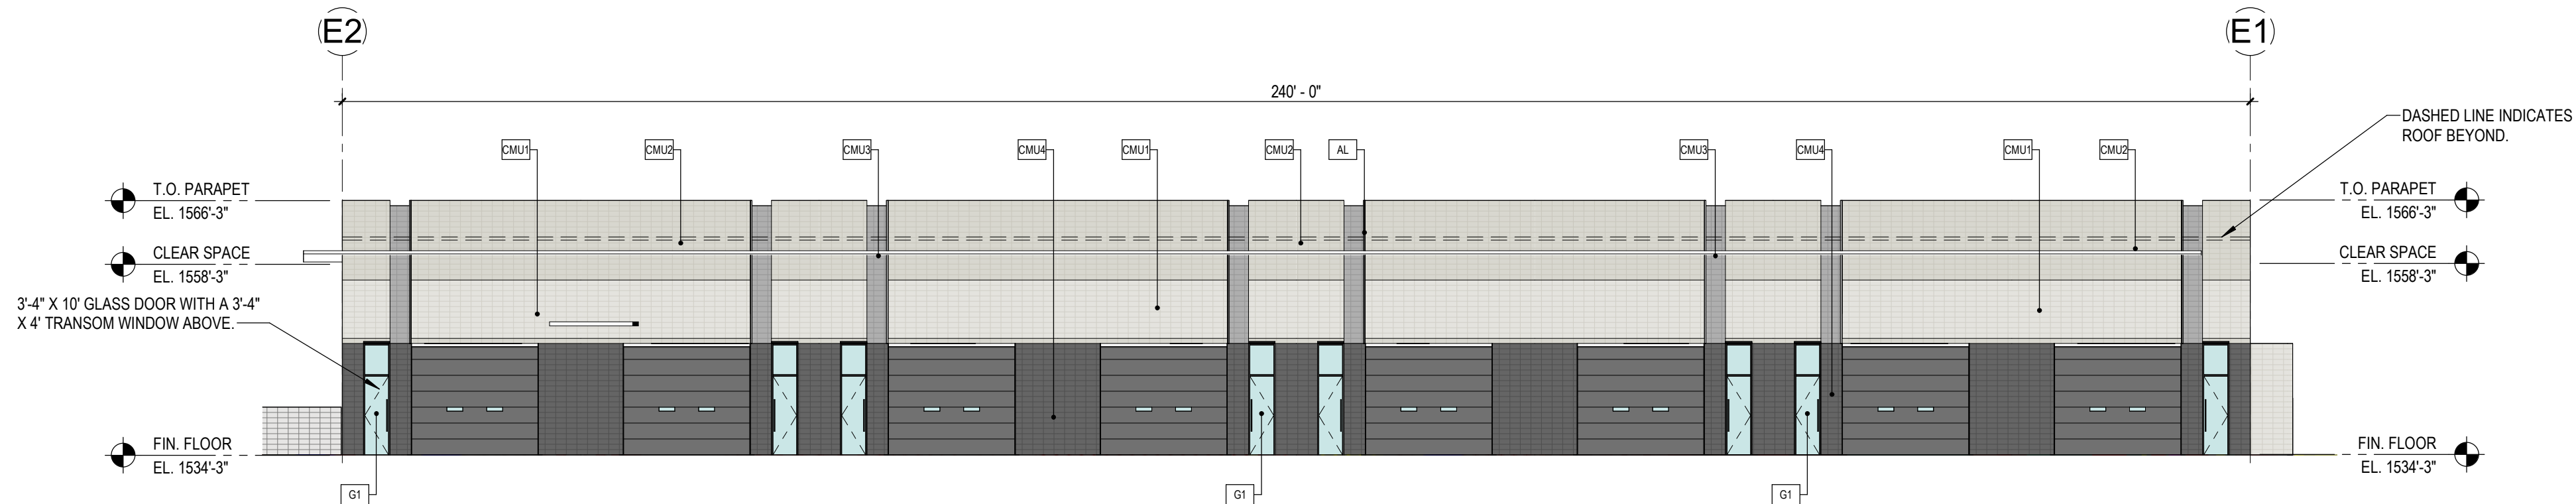 E2
E1
240' - 0"
DASHED LINE INDICATES
ROOF BEYOND.
CMU1
CMU2
CMU3
CMU4
CMU1
CMU2
AL
CMU3
CMU4
CMU1
CMU2
T.O. PARAPET
EL. 1566'-3"
T.O. PARAPET
EL. 1566'-3"
CLEAR SPACE
EL. 1558'-3"
CLEAR SPACE
EL. 1558'-3"
3'-4" X 10' GLASS DOOR WITH A 3'-4"
X 4' TRANSOM WINDOW ABOVE.
FIN. FLOOR
EL. 1534'-3"
FIN. FLOOR
EL. 1534'-3"
G1
G1
G1